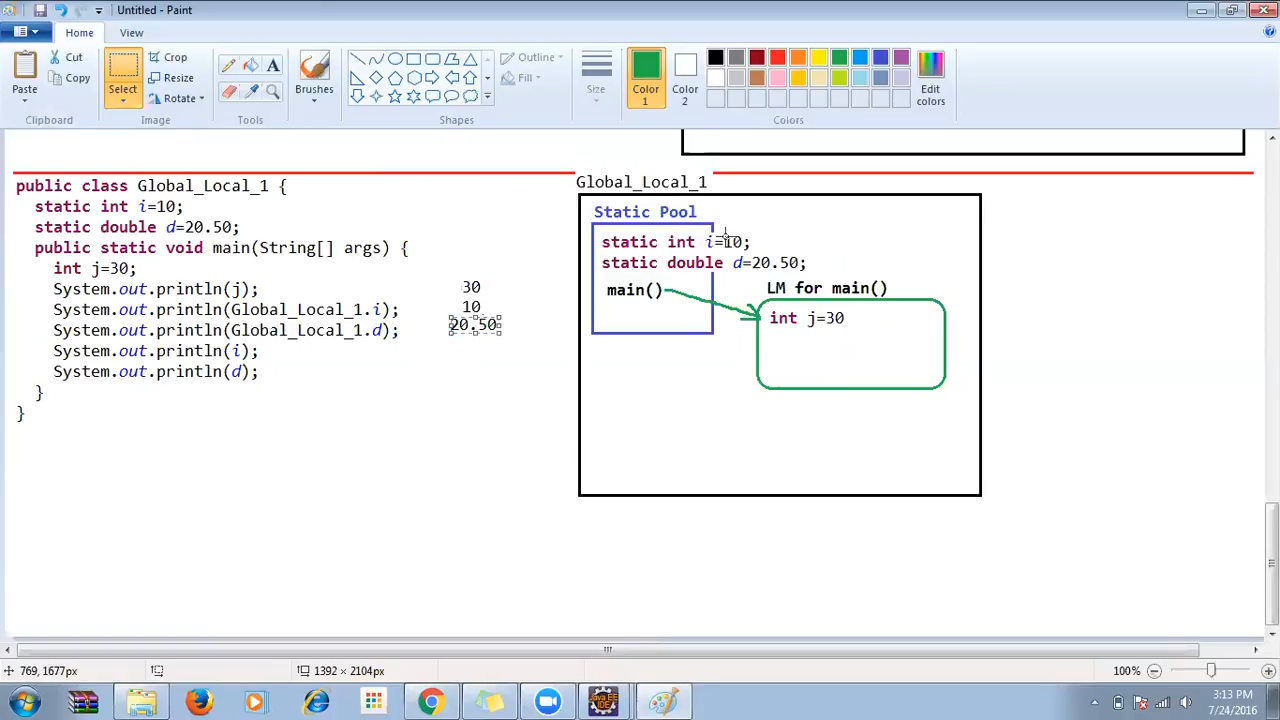 Untitled - Paint
Home
View
Paste
Cut
Copy
Clipboard
Select
Crop
Resize
Rotate
Image
Tools
Brushes
Shapes
Outline
Fill
Size
Color 1
Color 2
Edit colors
Colors
public class Global_Local_1 {
static int i=10;
static double d=20.50;
public static void main(String[] args) {
int j=30;
System.out.println(j);
System.out.println(Global_Local_1.i);
System.out.println(Global_Local_1.d);
System.out.println(i);
System.out.println(d);
}
}
30
10
20.50
Global_Local_1
Static Pool
static int i=10;
static double d=20.50;
main()
LM for main()
int j=30
769, 1677px
1392 × 2104px
100%
Java EE
IDE
3:13 PM
7/24/2016